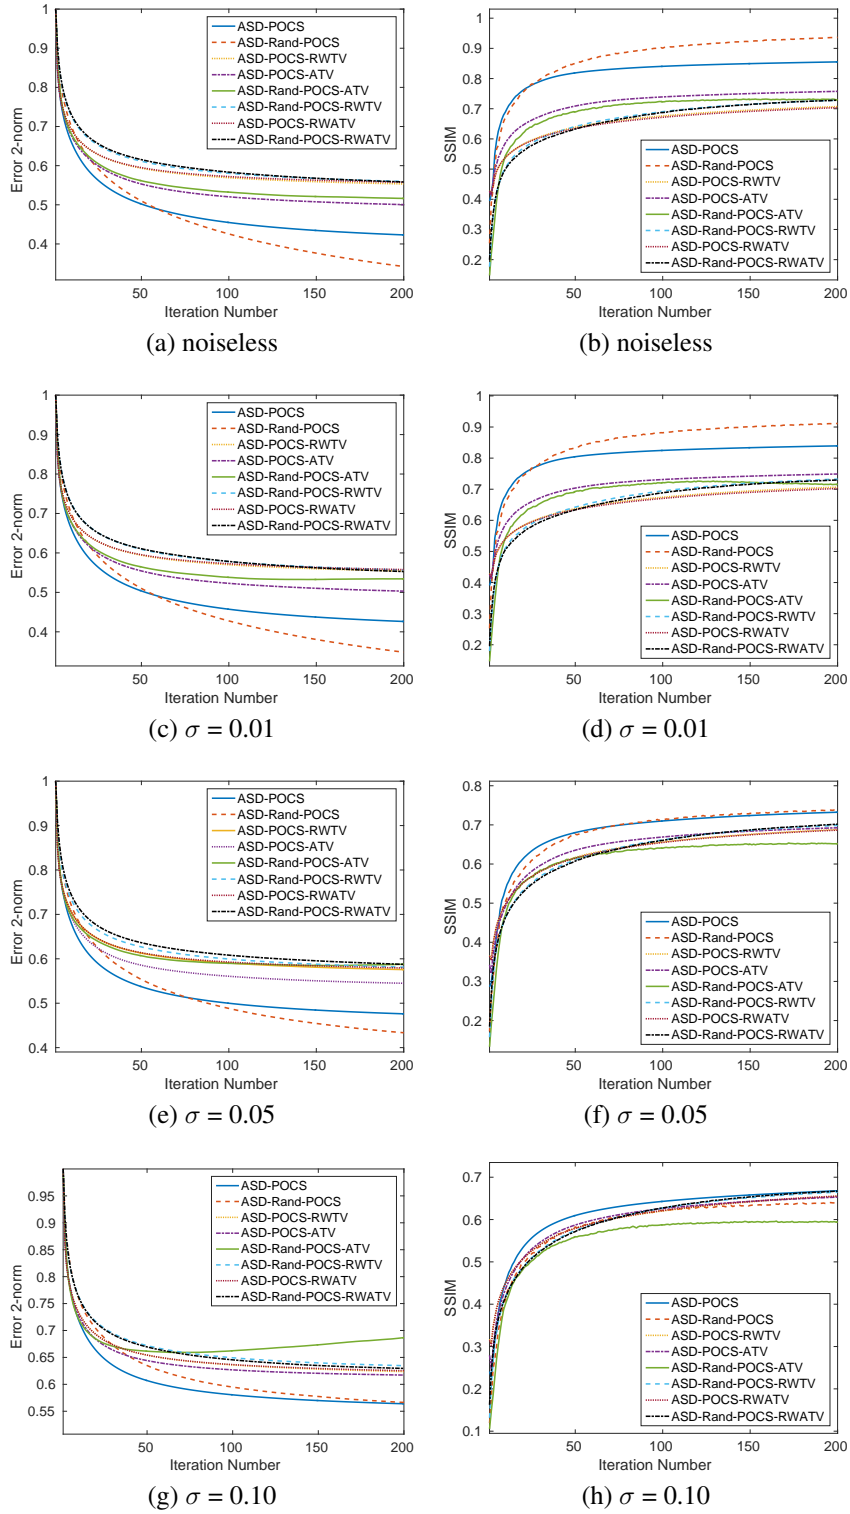 1
0.9
0.8
0.7
0.6
0.5
0.4
Error 2-norm
50 100 150 200
Iteration Number
ASD-POCS
ASD-Rand-POCS
ASD-POCS-RWTV
ASD-POCS-ATV
ASD-Rand-POCS-ATV
ASD-Rand-POCS-RWTV
ASD-POCS-RWATV
ASD-Rand-POCS-RWATV
(a) noiseless
1
0.9
0.8
0.7
0.6
0.5
0.4
0.3
0.2
SSIM
50 100 150 200
Iteration Number
ASD-POCS
ASD-Rand-POCS
ASD-POCS-RWTV
ASD-POCS-ATV
ASD-Rand-POCS-ATV
ASD-Rand-POCS-RWTV
ASD-POCS-RWATV
ASD-Rand-POCS-RWATV
(b) noiseless
1
0.9
0.8
0.7
0.6
0.5
0.4
Error 2-norm
50 100 150 200
Iteration Number
ASD-POCS
ASD-Rand-POCS
ASD-POCS-RWTV
ASD-POCS-ATV
ASD-Rand-POCS-ATV
ASD-Rand-POCS-RWTV
ASD-POCS-RWATV
ASD-Rand-POCS-RWATV
(c) σ = 0.01
1
0.9
0.8
0.7
0.6
0.5
0.4
0.3
0.2
SSIM
50 100 150 200
Iteration Number
ASD-POCS
ASD-Rand-POCS
ASD-POCS-RWTV
ASD-POCS-ATV
ASD-Rand-POCS-ATV
ASD-Rand-POCS-RWTV
ASD-POCS-RWATV
ASD-Rand-POCS-RWATV
(d) σ = 0.01
1
0.9
0.8
0.7
0.6
0.5
0.4
Error 2-norm
50 100 150 200
Iteration Number
ASD-POCS
ASD-Rand-POCS
ASD-POCS-RWTV
ASD-POCS-ATV
ASD-Rand-POCS-ATV
ASD-Rand-POCS-RWTV
ASD-POCS-RWATV
ASD-Rand-POCS-RWATV
(e) σ = 0.05
0.8
0.7
0.6
0.5
0.4
0.3
0.2
SSIM
50 100 150 200
Iteration Number
ASD-POCS
ASD-Rand-POCS
ASD-POCS-RWTV
ASD-POCS-ATV
ASD-Rand-POCS-ATV
ASD-Rand-POCS-RWTV
ASD-POCS-RWATV
ASD-Rand-POCS-RWATV
(f) σ = 0.05
0.95
0.9
0.85
0.8
0.75
0.7
0.65
0.6
0.55
Error 2-norm
50 100 150 200
Iteration Number
ASD-POCS
ASD-Rand-POCS
ASD-POCS-RWTV
ASD-POCS-ATV
ASD-Rand-POCS-ATV
ASD-Rand-POCS-RWTV
ASD-POCS-RWATV
ASD-Rand-POCS-RWATV
(g) σ = 0.10
0.7
0.6
0.5
0.4
0.3
0.2
0.1
SSIM
50 100 150 200
Iteration Number
ASD-POCS
ASD-Rand-POCS
ASD-POCS-RWTV
ASD-POCS-ATV
ASD-Rand-POCS-ATV
ASD-Rand-POCS-RWTV
ASD-POCS-RWATV
ASD-Rand-POCS-RWATV
(h) σ = 0.10